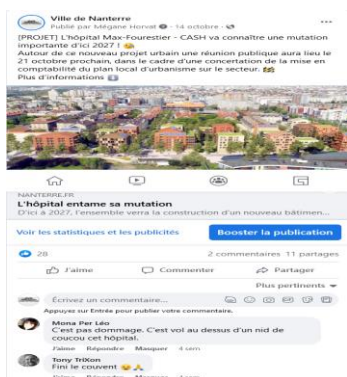 Ville de Nanterre
Publié par Mégane Horvat · 14 octobre ·
[PROJET] L'hôpital Max-Fourestier - CASH va connaître une mutation
importante d'ici 2027 !
Autour de ce nouveau projet urbain une réunion publique aura lieu le
21 octobre prochain, dans le cadre d'une concertation de la mise en
comptabilité du plan local d'urbanisme sur le secteur.
Plus d'informations
NANTERRE.FR
L'hôpital entame sa mutation
D'ici à 2027, l'ensemble verra la construction d'un nouveau bâtimen...
Voir les statistiques et les publicités
Booster la publication
28
2 commentaires 11 partages
J'aime Commenter Partager
Plus pertinents
Écrivez un commentaire...
Appuyez sur Entrée pour publier votre commentaire.
Mona Per Léo
C'est pas dommage. C'est vol au dessus d'un nid de
coucou cet hôpital.
J'aime Répondre Masquer 4 sem
Tony TriXon
Fini le couvent
J'aime Répondre Masquer 4 sem